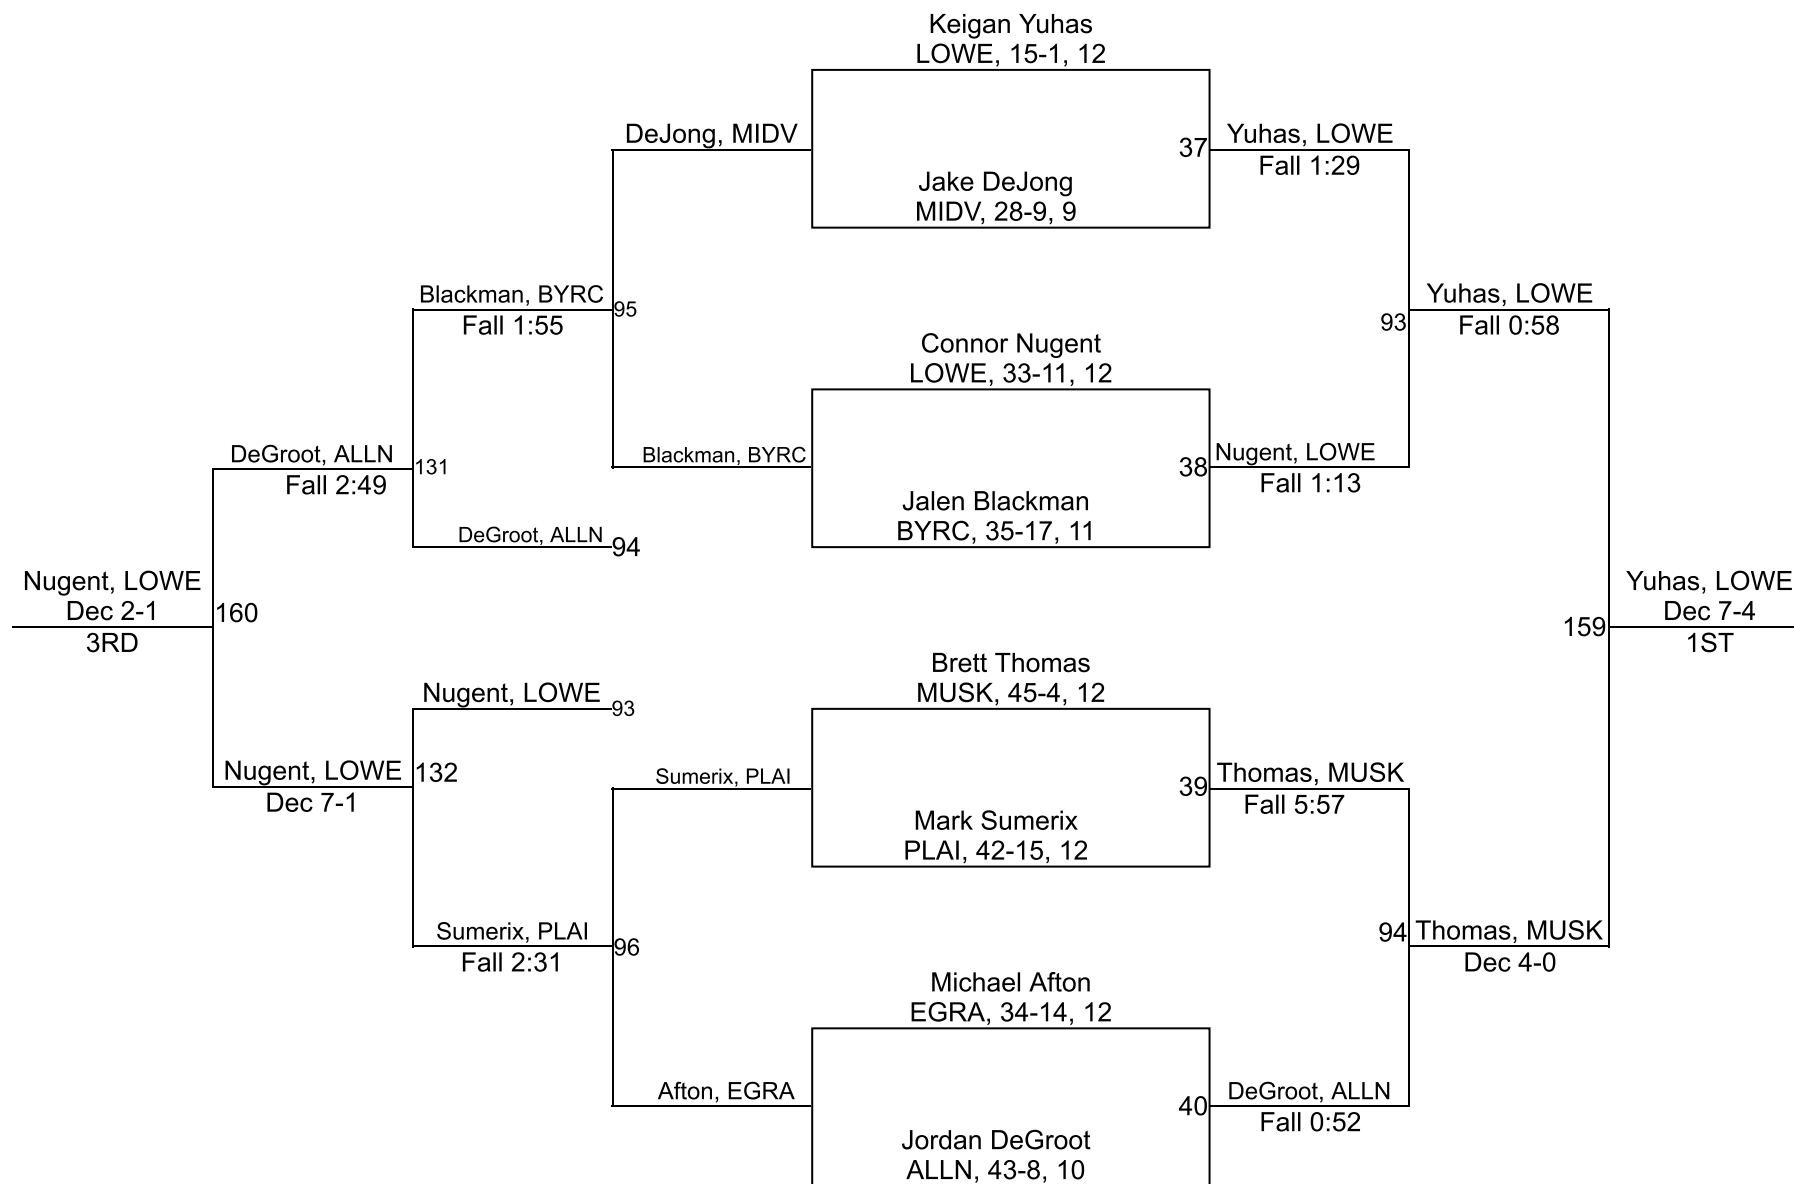 Keigan Yuhas
LOWE, 15-1, 12
DeJong, MIDV
37
Yuhas, LOWE
Fall 1:29
Jake DeJong
MIDV, 28-9, 9
Blackman, BYRC
Fall 1:55
95
93
Yuhas, LOWE
Fall 0:58
Connor Nugent
LOWE, 33-11, 12
DeGroot, ALLN
Fall 2:49
131
Blackman, BYRC
38
Nugent, LOWE
Fall 1:13
Jalen Blackman
BYRC, 35-17, 11
DeGroot, ALLN
94
Nugent, LOWE
Dec 2-1
3RD
160
159
Yuhas, LOWE
Dec 7-4
1ST
Brett Thomas
MUSK, 45-4, 12
Nugent, LOWE
93
Nugent, LOWE
Dec 7-1
132
Sumerix, PLAI
39
Thomas, MUSK
Fall 5:57
Mark Sumerix
PLAI, 42-15, 12
Sumerix, PLAI
Fall 2:31
96
94
Thomas, MUSK
Dec 4-0
Michael Afton
EGRA, 34-14, 12
Afton, EGRA
40
DeGroot, ALLN
Fall 0:52
Jordan DeGroot
ALLN, 43-8, 10